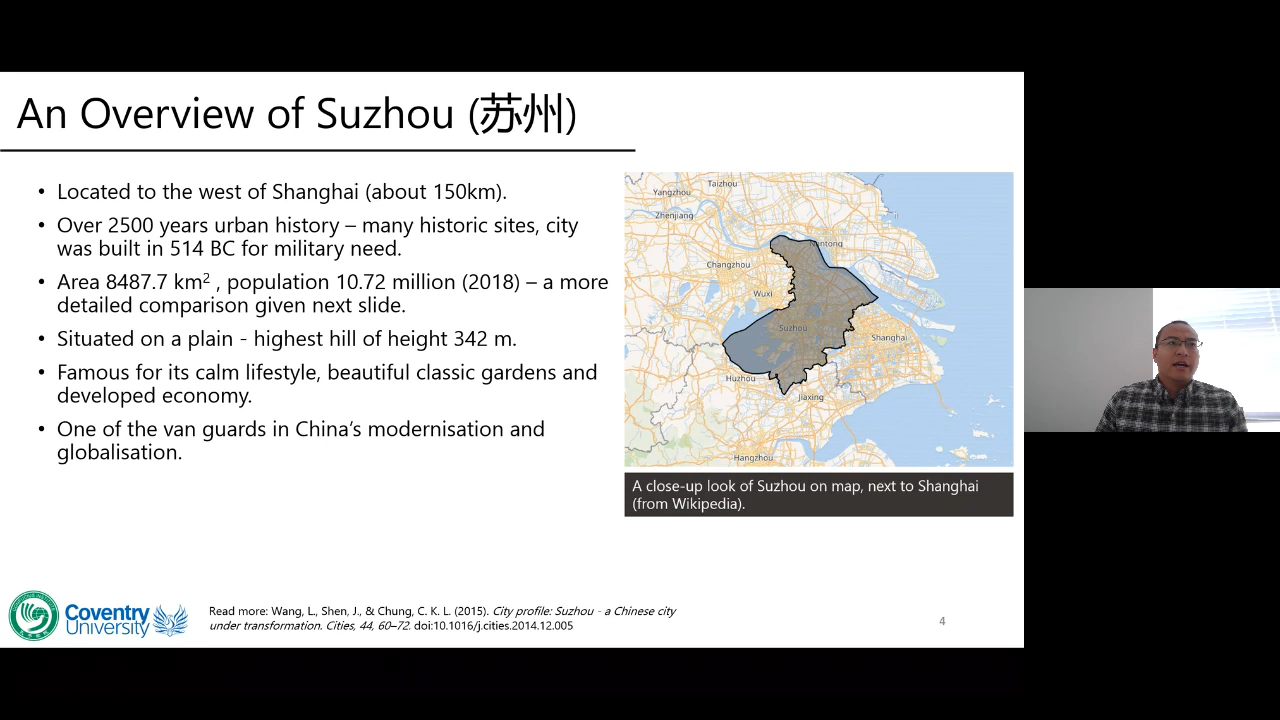 An Overview of Suzhou (苏州)
• Located to the west of Shanghai (about 150km).
• Over 2500 years urban history – many historic sites, city
was built in 514 BC for military need.
• Area 8487.7 km² , population 10.72 million (2018) – a more
detailed comparison given next slide.
• Situated on a plain - highest hill of height 342 m.
• Famous for its calm lifestyle, beautiful classic gardens and
developed economy.
• One of the van guards in China’s modernisation and
globalisation.
Taizhou
Yangzhou
Zhenjiang
Nantong
Changzhou
Wuxi
Suzhou
Shanghai
Huzhou
Jiaxing
Hangzhou
A close-up look of Suzhou on map, next to Shanghai
(from Wikipedia).
Coventry
University
Read more: Wang, L., Shen, J., & Chung, C. K. L. (2015). City profile: Suzhou - a Chinese city
under transformation. Cities, 44, 60–72. doi:10.1016/j.cities.2014.12.005
4